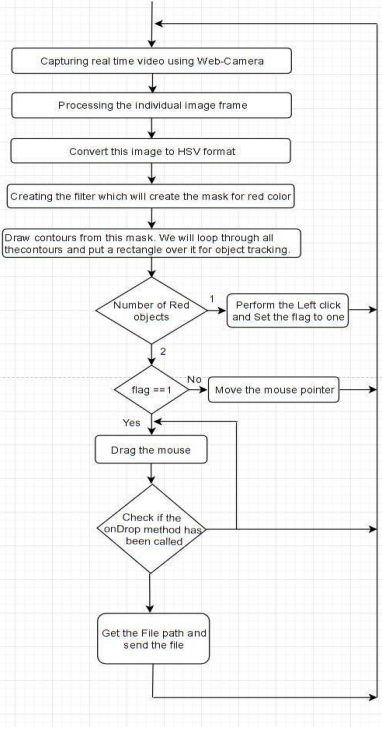 Capturing real time video using Web-Camera
Processing the individual image frame
Convert this image to HSV format
Creating the filter which will create the mask for red color
Draw contours from this mask. We will loop through all
thecontours and put a rectangle over it for object tracking.
Number of Red
objects
1
Perform the Left click
and Set the flag to one
2
flag ==1
No
Move the mouse pointer
Yes
Drag the mouse
Check if the
onDrop method has
been called
Get the File path and
send the file